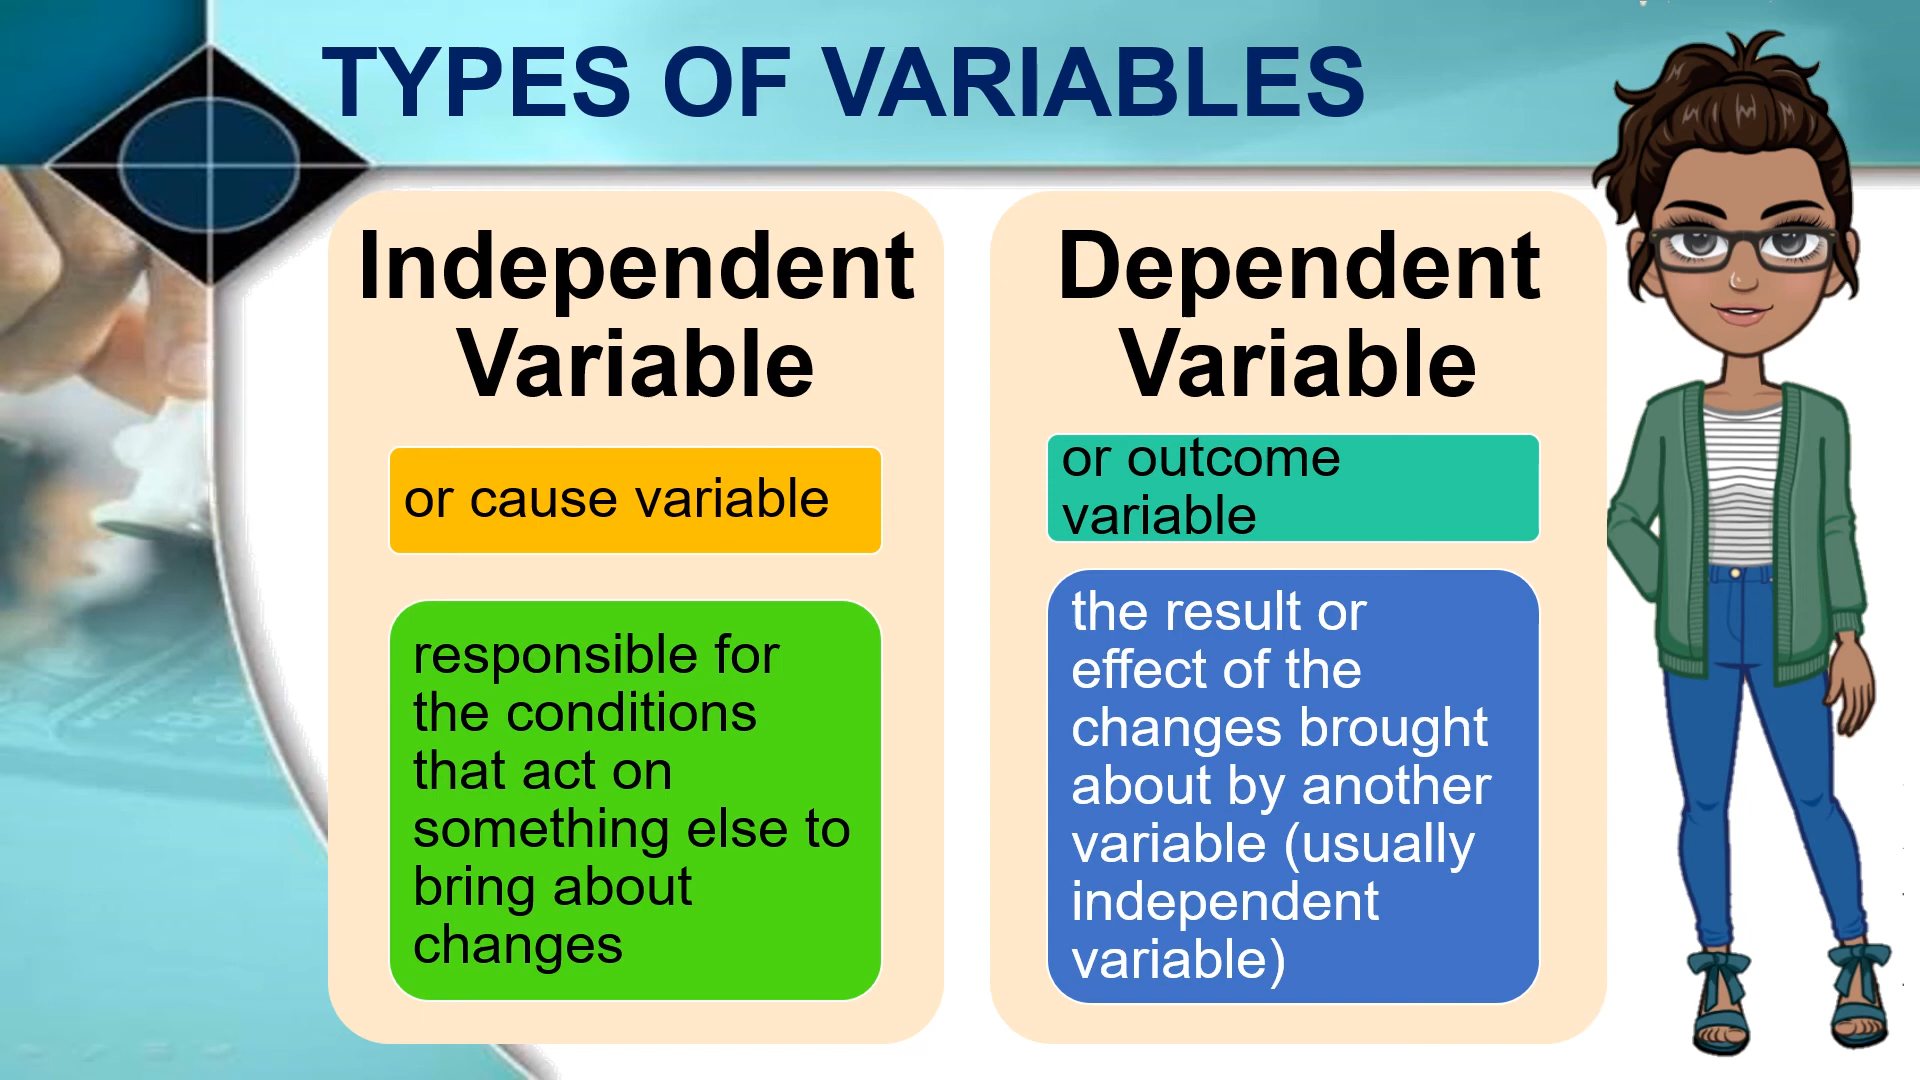 TYPES OF VARIABLES
Independent
Variable
or cause variable
responsible for
the conditions
that act on
something else to
bring about
changes
Dependent
Variable
or outcome
variable
the result or
effect of the
changes brought
about by another
variable (usually
independent
variable)